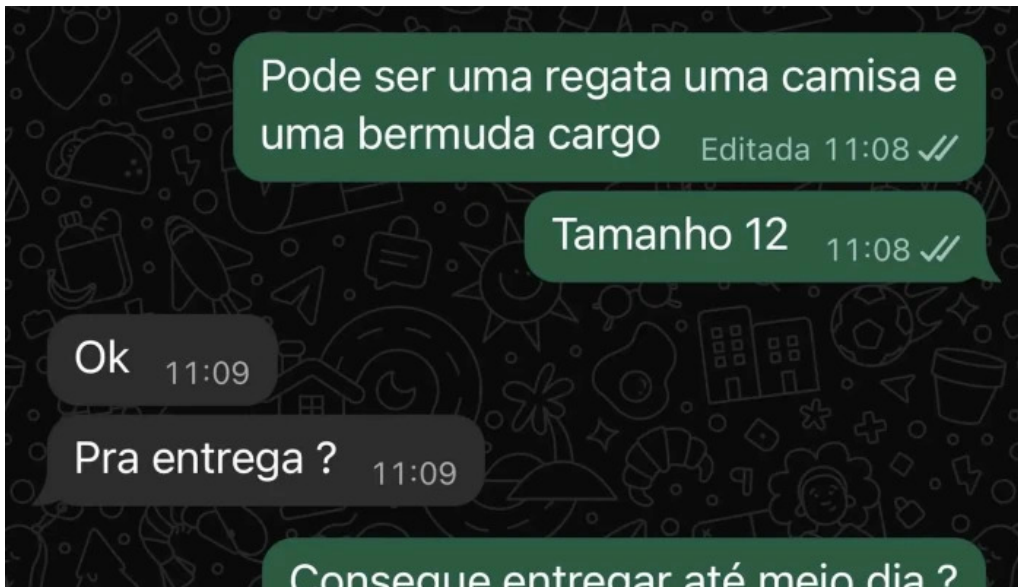 Pode ser uma regata uma camisa e
uma bermuda cargo Editada 11:08
Tamanho 12 11:08
Ok 11:09
Pra entrega ? 11:09
Consegue entregar até meio dia ?